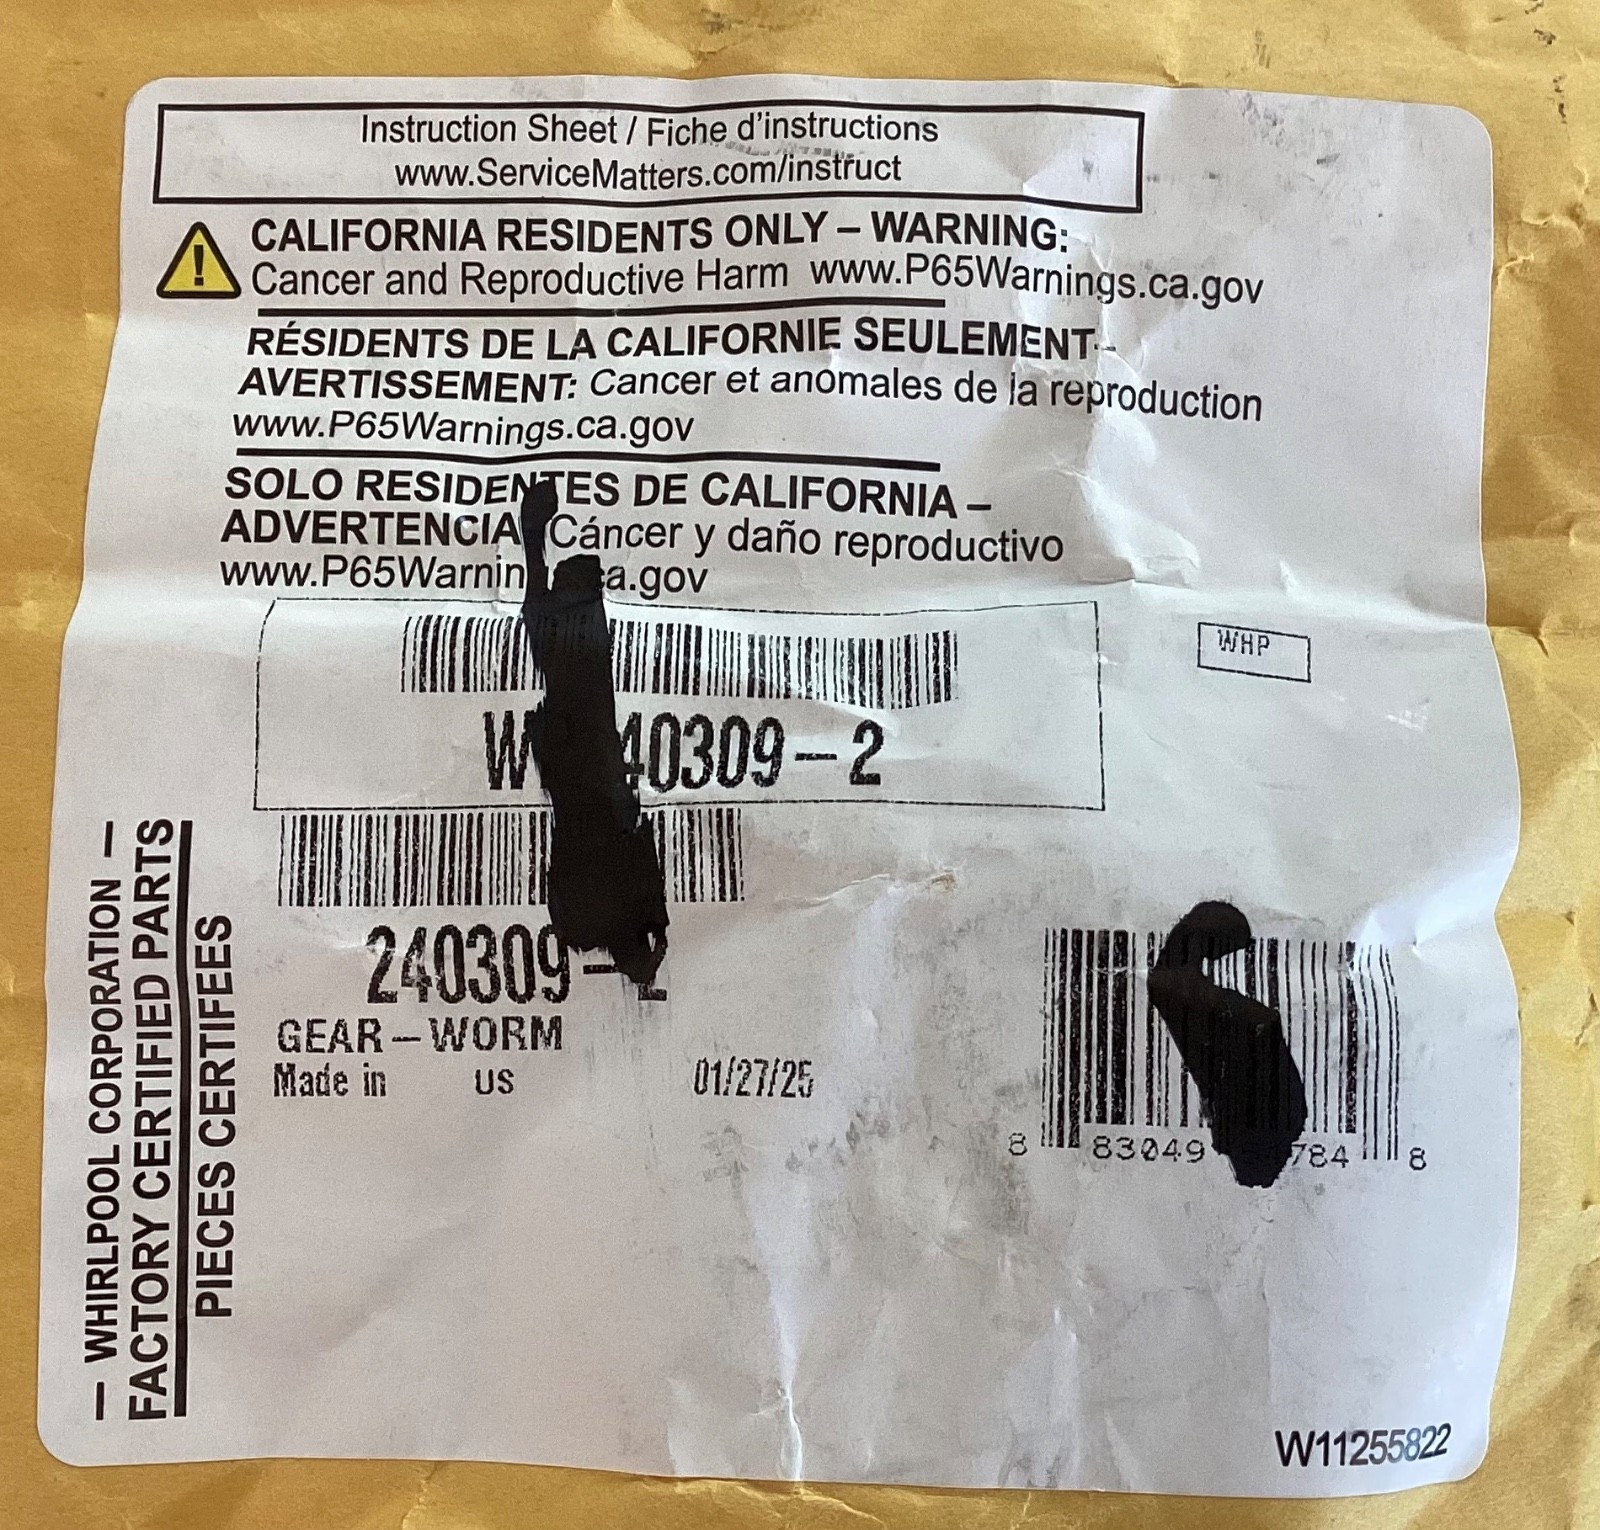 Instruction Sheet / Fiche d'instructions
www.ServiceMatters.com/instruct
CALIFORNIA RESIDENTS ONLY – WARNING:
Cancer and Reproductive Harm www.P65Warnings.ca.gov
RÉSIDENTS DE LA CALIFORNIE SEULEMENT–
AVERTISSEMENT: Cancer et anomales de la reproduction
www.P65Warnings.ca.gov
SOLO RESIDENTES DE CALIFORNIA –
ADVERTENCIA Cáncer y daño reproductivo
WHP
240309-2
GEAR-WORM
Made in US 01/27/25
8 83049 784 8
— WHIRLPOOL CORPORATION —
FACTORY CERTIFIED PARTS
PIECES CERTIFEES
W11255822